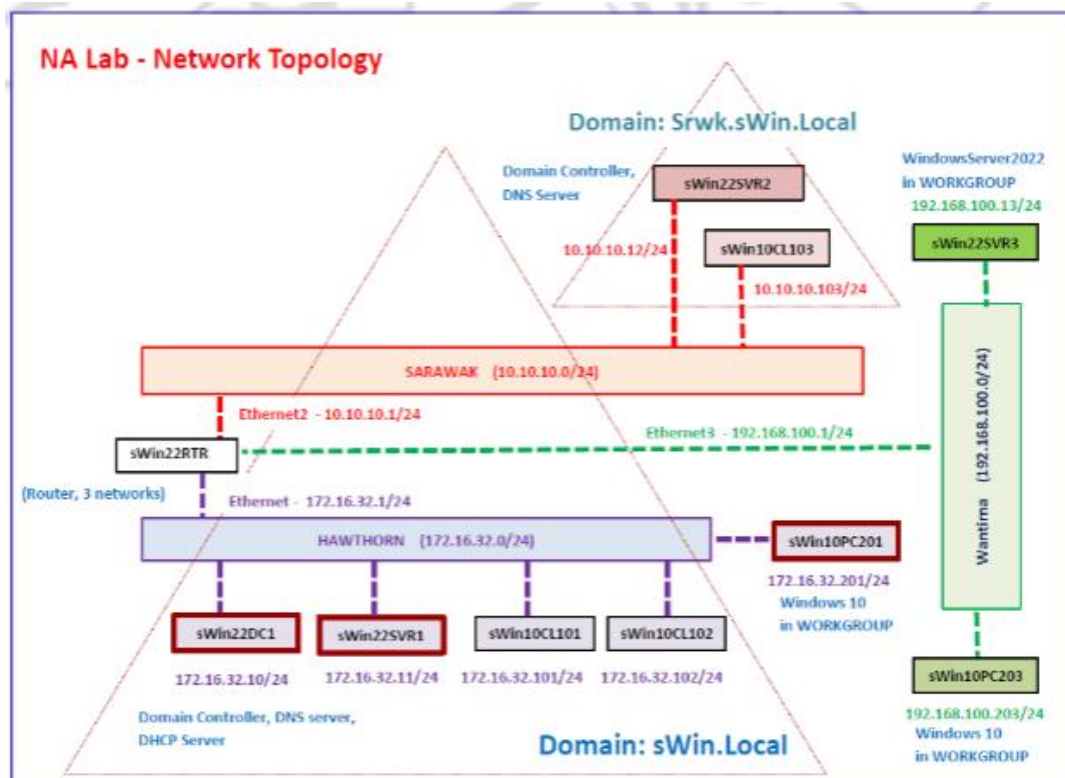 NA Lab - Network Topology
Domain: Srwk.sWin.Local
Domain Controller,
DNS Server
sWin22SVR2
WindowsServer2022
in WORKGROUP
192.168.100.13/24
sWin22SVR3
10.10.10.12/24
sWin10CL103
10.10.10.103/24
SARAWAK (10.10.10.0/24)
Ethernet2 - 10.10.10.1/24
Ethernet3 - 192.168.100.1/24
sWin22RTR
(Router, 3 networks)
Ethernet - 172.16.32.1/24
Wantirna (192.168.100.0/24)
HAWTHORN (172.16.32.0/24)
sWin10PC201
172.16.32.201/24
Windows 10
in WORKGROUP
sWin22DC1
sWin22SVR1
sWin10CL101
sWin10CL102
172.16.32.10/24
172.16.32.11/24
172.16.32.101/24
172.16.32.102/24
sWin10PC203
192.168.100.203/24
Windows 10
in WORKGROUP
Domain Controller, DNS server,
DHCP Server
Domain: sWin.Local